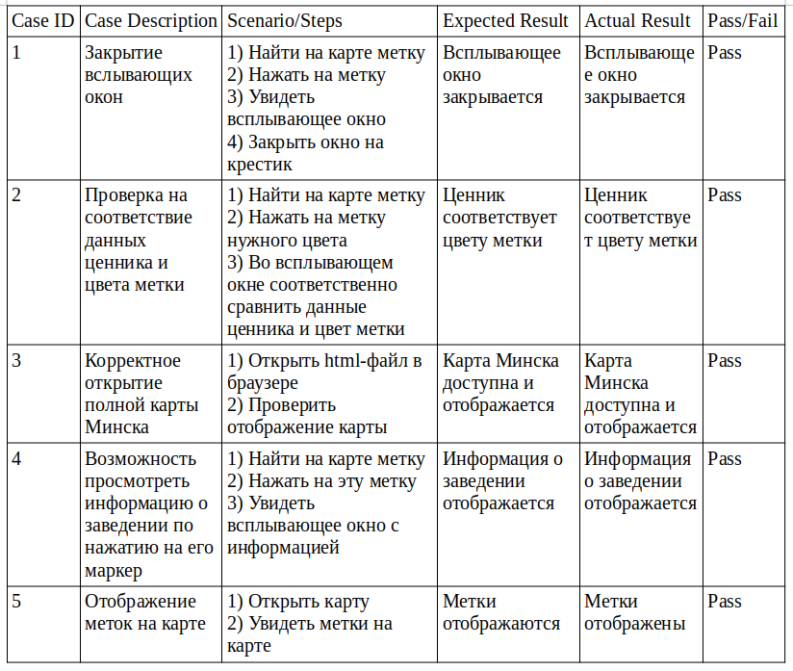 Case ID Case Description Scenario/Steps Expected Result Actual Result Pass/Fail
1 Закрытие 1) Найти на карте метку Всплывающее Всплывающе Pass
вслывающих 2) Нажать на метку окно е окно
окон 3) Увидеть закрывается закрывается
всплывающее окно
4) Закрыть окно на
крестик
2 Проверка на 1) Найти на карте метку Ценник Ценник Pass
соответствие 2) Нажать на метку соответствует соответствуе
данных нужного цвета цвету метки т цвету метки
ценника и 3) Во всплывающем
цвета метки окне соответственно
сравнить данные
ценника и цвет метки
3 Корректное 1) Открыть html-файл в Карта Минска Карта Pass
открытие браузере доступна и Минска
полной карты 2) Проверить отображается доступна и
Минска отображение карты отображается
4 Возможность 1) Найти на карте метку Информация о Информация Pass
просмотреть 2) Нажать на эту метку заведении о заведении
информацию о 3) Увидеть отображается отображается
заведении по всплывающее окно с
нажатию на его информацией
маркер
5 Отображение 1) Открыть карту Метки Метки Pass
меток на карте 2) Увидеть метки на отображаются отображены
карте